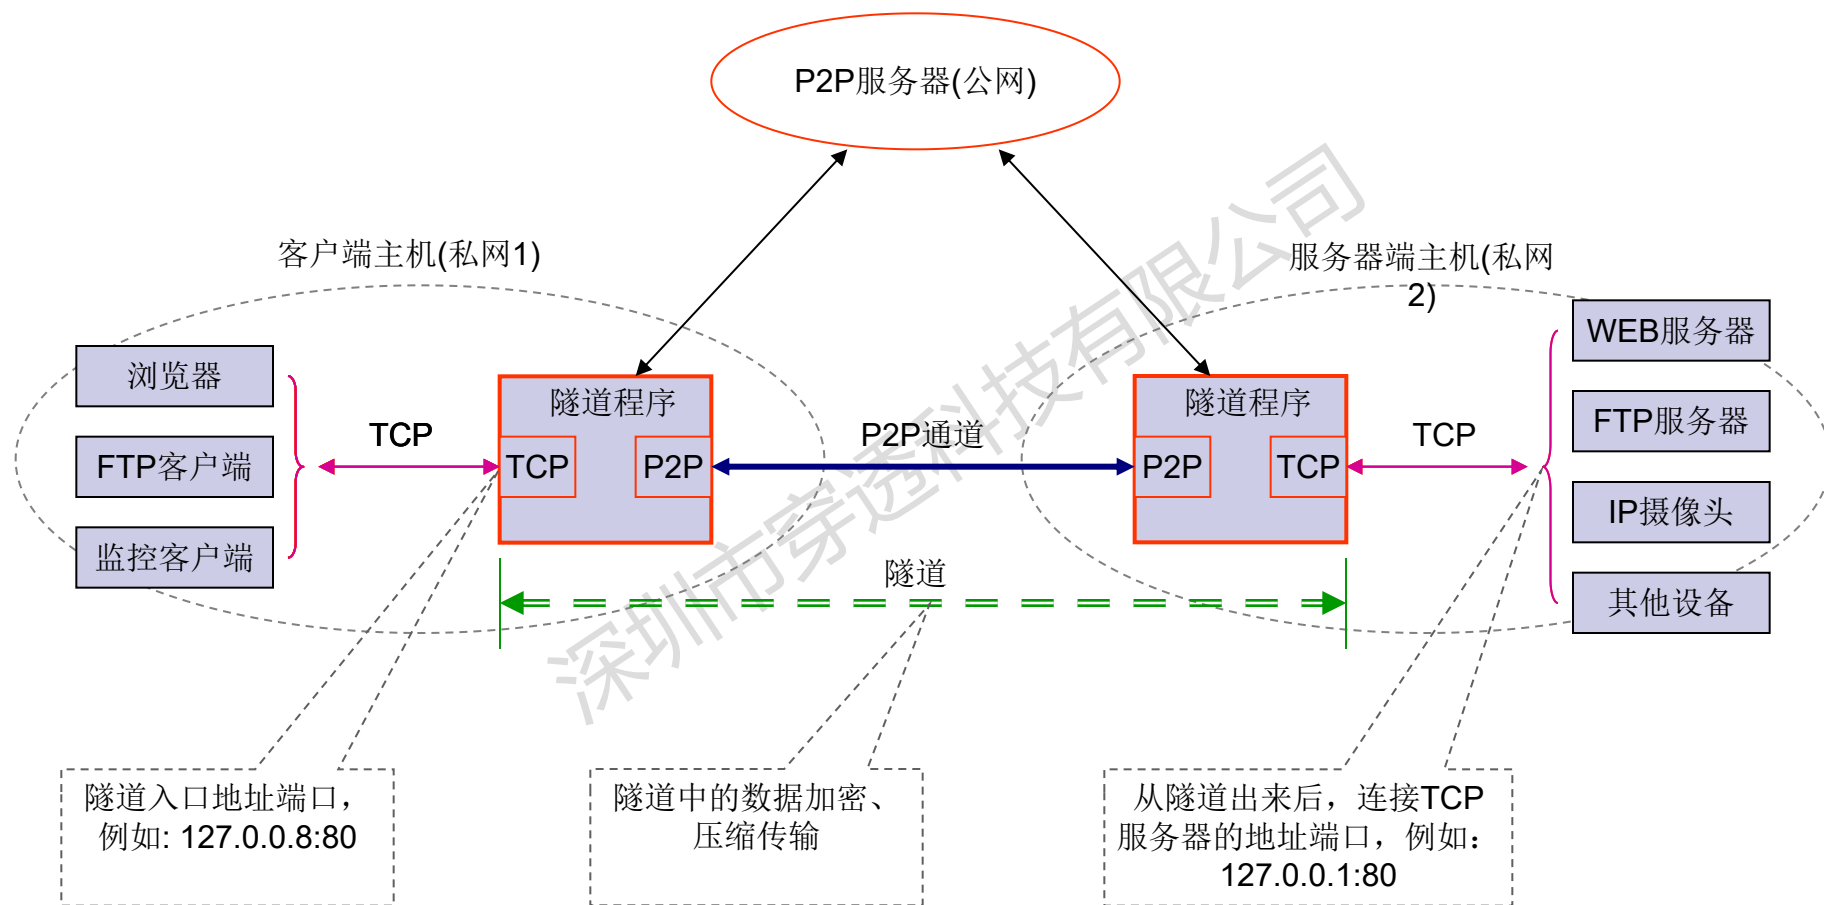 P2P服务器(公网)
客户端主机(私网1)
服务器端主机(私网
2)
浏览器
FTP客户端
监控客户端
TCP
隧道程序
TCP
P2P
P2P通道
隧道程序
P2P
TCP
TCP
WEB服务器
FTP服务器
IP摄像头
其他设备
隧道
深圳市穿透科技有限公司
隧道入口地址端口，
例如: 127.0.0.8:80
隧道中的数据加密、
压缩传输
从隧道出来后，连接TCP
服务器的地址端口，例如：
127.0.0.1:80